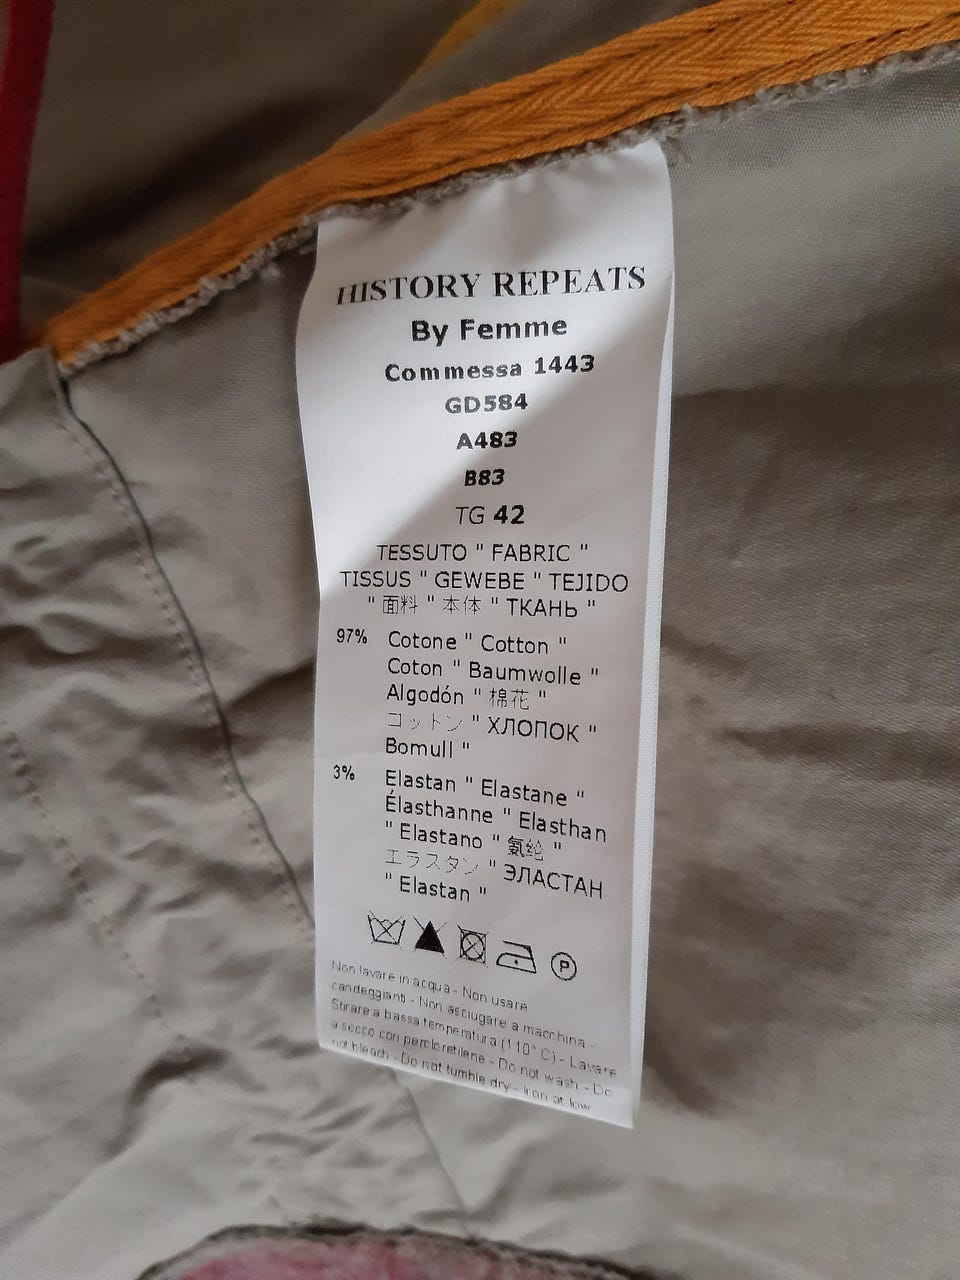 HISTORY REPEATS
By Femme
Commessa 1443
GD584
A483
B83
TG 42
TESSUTO " FABRIC "
TISSUS " GEWEBE " TEJIDO
" 面料 " 本体 " ТКАНЬ "
97% Cotone " Cotton "
Coton " Baumwolle "
Algodón " 棉花 "
コットン " ХЛОПОК "
Bomull "
3% Elastan " Elastane "
Élasthanne " Elasthan
" Elastano " 氨纶 "
エラスタン " ЭЛАСТАН
" Elastan "
P
Non lavare in acqua - Non usare
candeggianti - Non asciugare a macchina -
Stirare a bassa temperatura (110° C) - Lavare
a secco con percloretilene - Do not wash - Do
not bleach - Do not tumble dry - Iron at low